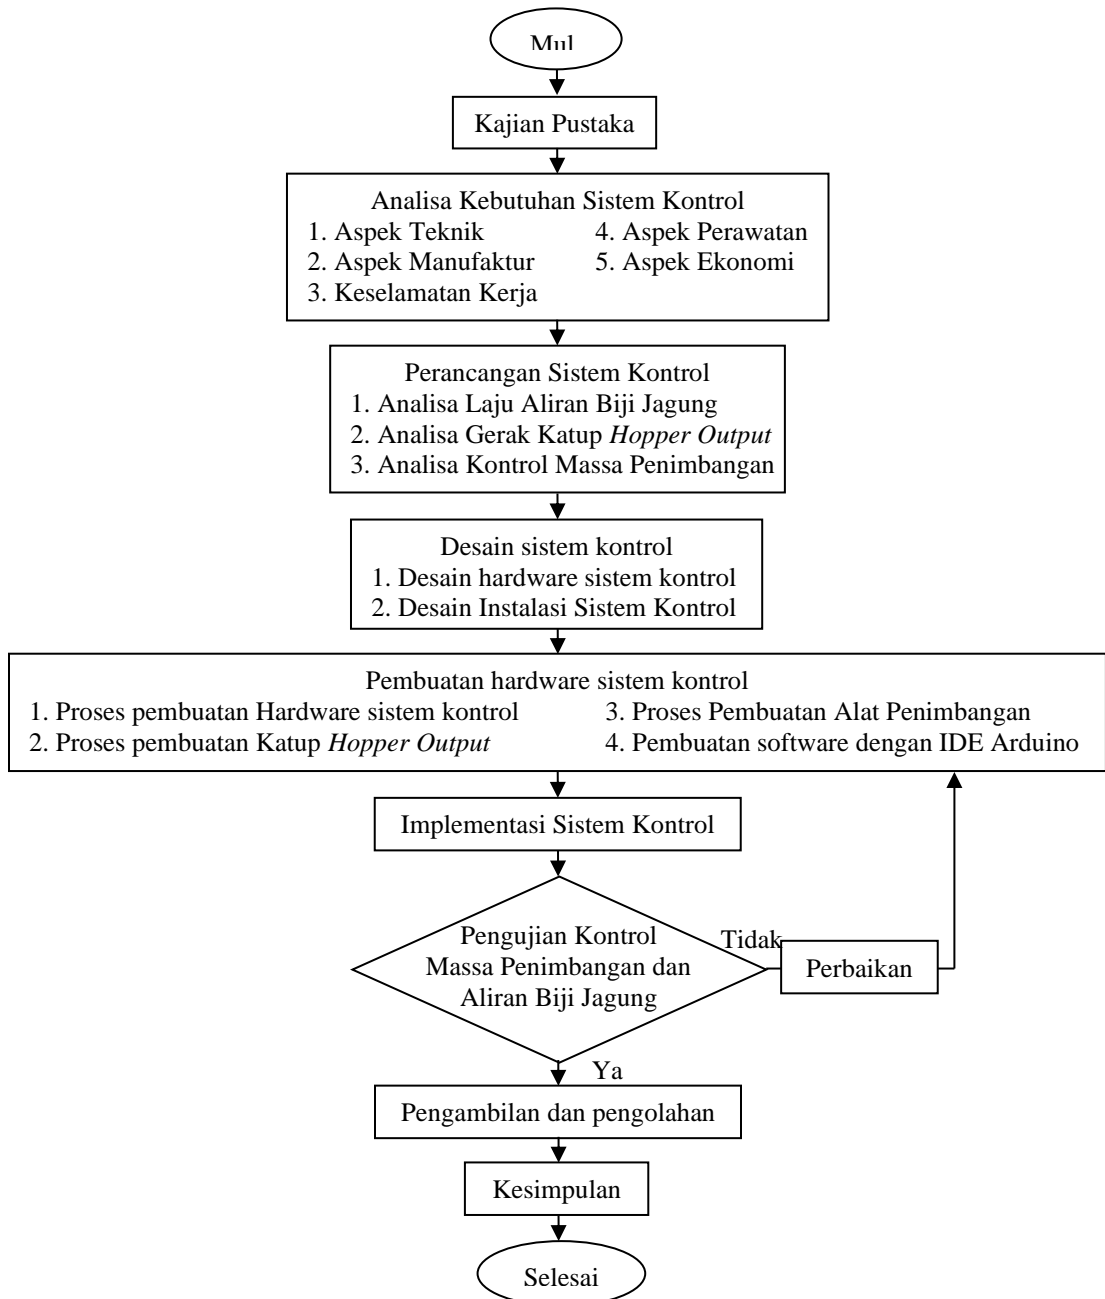 Mul
Kajian Pustaka
Analisa Kebutuhan Sistem Kontrol
1. Aspek Teknik
2. Aspek Manufaktur
3. Keselamatan Kerja
4. Aspek Perawatan
5. Aspek Ekonomi
Perancangan Sistem Kontrol
1. Analisa Laju Aliran Biji Jagung
2. Analisa Gerak Katup Hopper Output
3. Analisa Kontrol Massa Penimbangan
Desain sistem kontrol
1. Desain hardware sistem kontrol
2. Desain Instalasi Sistem Kontrol
Pembuatan hardware sistem kontrol
1. Proses pembuatan Hardware sistem kontrol
2. Proses pembuatan Katup Hopper Output
3. Proses Pembuatan Alat Penimbangan
4. Pembuatan software dengan IDE Arduino
Implementasi Sistem Kontrol
Pengujian Kontrol
Massa Penimbangan dan
Aliran Biji Jagung
Tidak
Perbaikan
Ya
Pengambilan dan pengolahan
Kesimpulan
Selesai